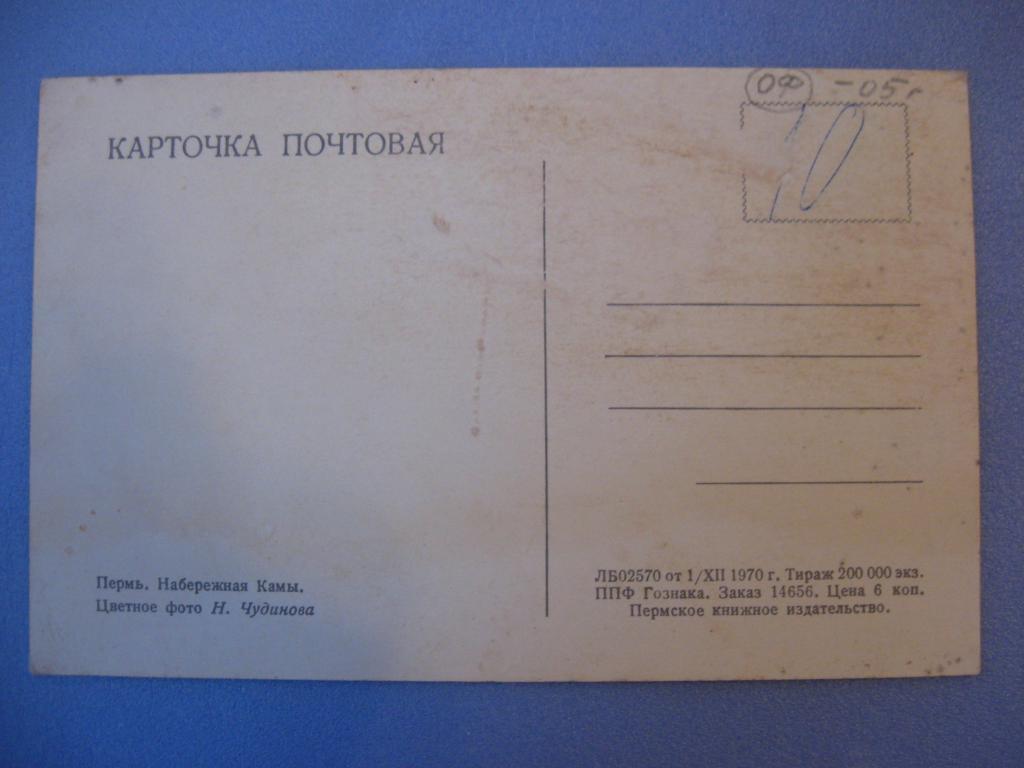 ОФ -05г
10
КАРТОЧКА ПОЧТОВАЯ
Пермь. Набережная Камы.
Цветное фото Н. Чудинова
ЛБ02570 от 1/XII 1970 г. Тираж 200 000 экз.
ППФ Гознака. Заказ 14656. Цена 6 коп.
Пермское книжное издательство.